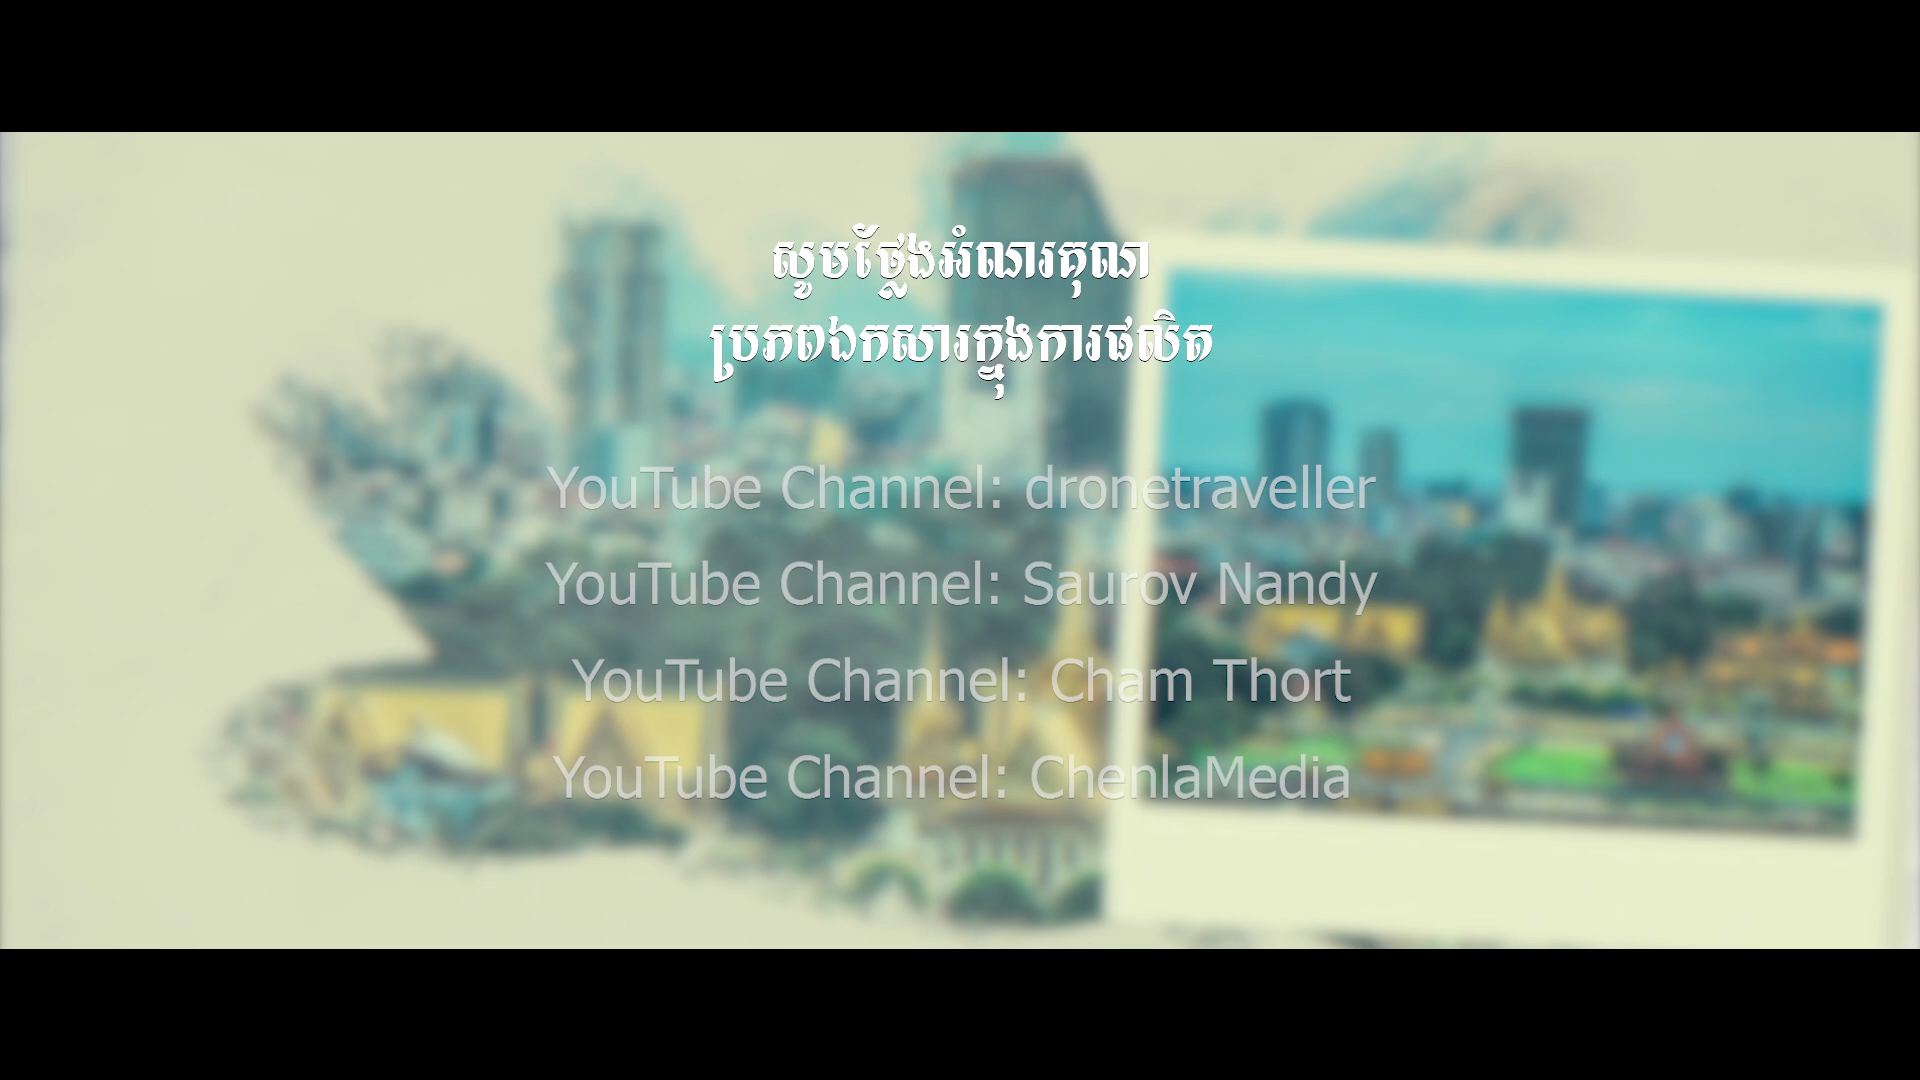 សូមថ្លែងអំណរគុណ
ប្រភពឯកសារក្នុងការផលិត
YouTube Channel: dronetraveller
YouTube Channel: Saurov Nandy
YouTube Channel: Cham Thort
YouTube Channel: ChenlaMedia